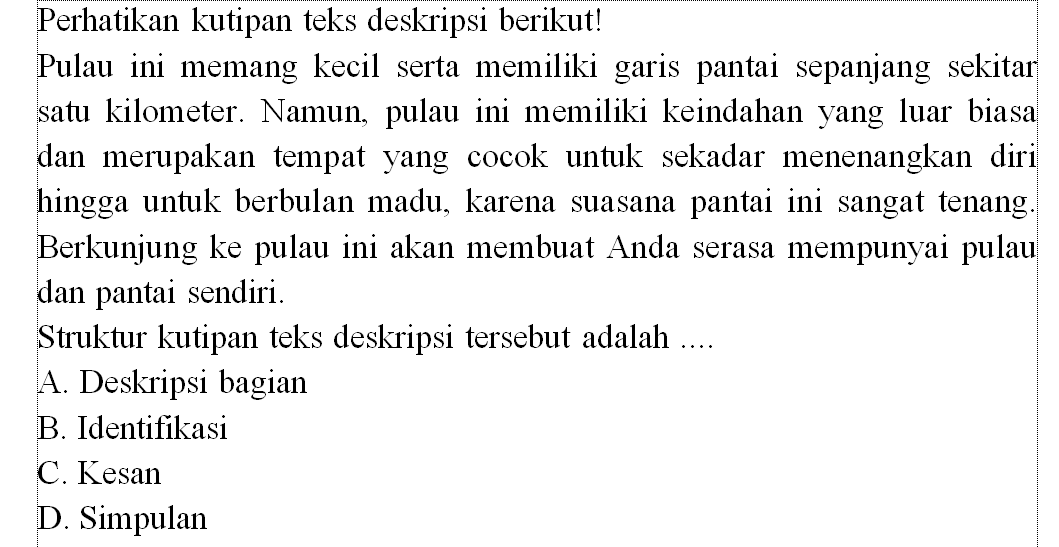 Perhatikan kutipan teks deskripsi berikut!
Pulau ini memang kecil serta memiliki garis pantai sepanjang sekitar
satu kilometer. Namun, pulau ini memiliki keindahan yang luar biasa
dan merupakan tempat yang cocok untuk sekadar menenangkan diri
hingga untuk berbulan madu, karena suasana pantai ini sangat tenang.
Berkunjung ke pulau ini akan membuat Anda serasa mempunyai pulau
dan pantai sendiri.
Struktur kutipan teks deskripsi tersebut adalah ....
A. Deskripsi bagian
B. Identifikasi
C. Kesan
D. Simpulan